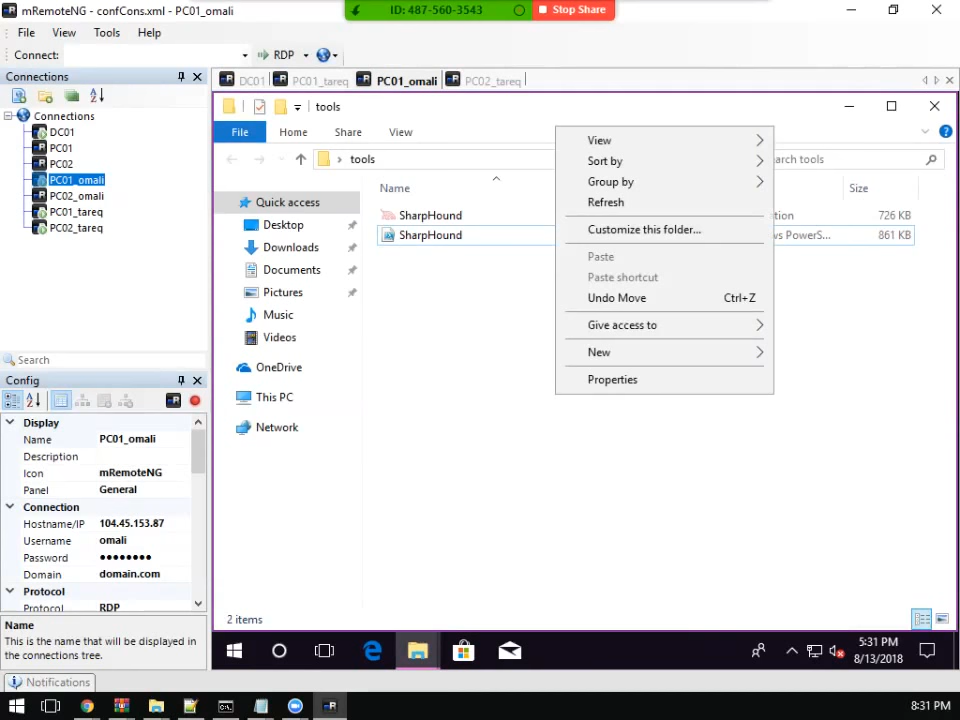 mRemoteNG - confCons.xml - PC01_omali
ID: 487-560-3543
Stop Share
File View Tools Help
Connect: RDP
Connections
Connections
DC01
PC01
PC02
PC01_omali
PC02_omali
PC01_tareq
PC02_tareq
Search
Config
Display
Name PC01_omali
Description
Icon mRemoteNG
Panel General
Connection
Hostname/IP 104.45.153.87
Username omali
Password ●●●●●●●●
Domain domain.com
Protocol
Protocol RDP
Name
This is the name that will be displayed in
the connections tree.
Notifications
DC01 PC01_tareq PC01_omali PC02_tareq
tools
File Home Share View
tools
arch tools
Quick access
Desktop
Downloads
Documents
Pictures
Music
Videos
OneDrive
This PC
Network
Name Size
SharpHound tion 726 KB
SharpHound vs PowerS... 861 KB
View
Sort by
Group by
Refresh
Customize this folder...
Paste
Paste shortcut
Undo Move Ctrl+Z
Give access to
New
Properties
2 items
5:31 PM
8/13/2018
8:31 PM